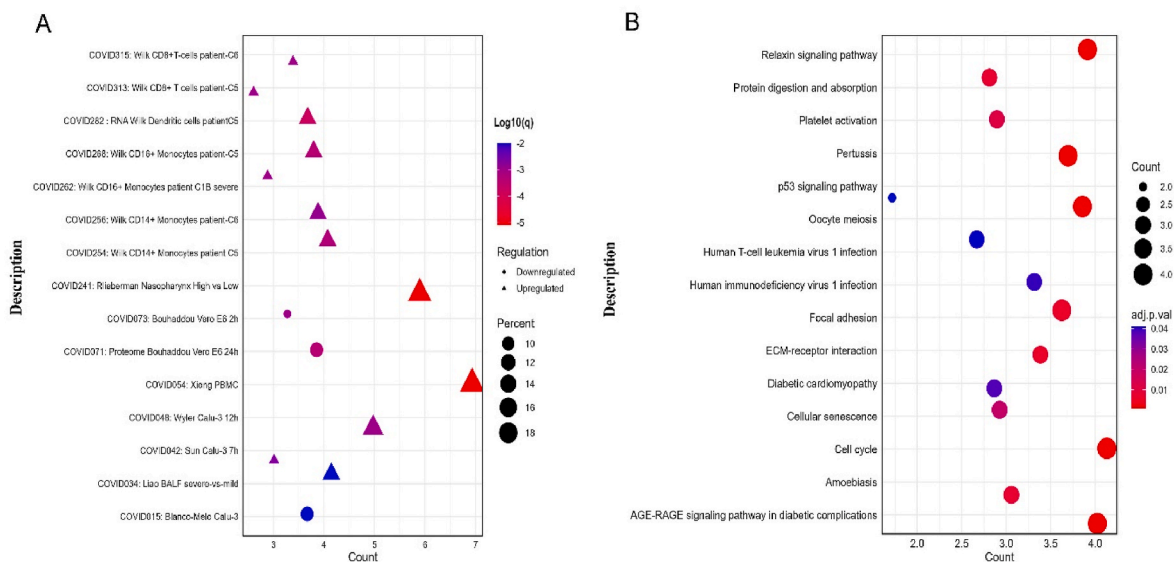 A
Description
COVID315: Wilk CD8+T-cells patient-C6
COVID313: Wilk CD8+ T cells patient-C5
COVID282 : RNA Wilk Dendritic cells patientC5
COVID268: Wilk CD16+ Monocytes patient-C5
COVID262: Wilk CD16+ Monocytes patient C1B severe
COVID256: Wilk CD14+ Monocytes patient-C6
COVID254: Wilk CD14+ Monocytes patient C5
COVID241: Rlieberman Nasopharynx High vs Low
COVID073: Bouhaddou Vero E6 2h
COVID071: Proteome Bouhaddou Vero E6 24h
COVID054: Xiong PBMC
COVID048: Wyler Calu-3 12h
COVID042: Sun Calu-3 7h
COVID034: Liao BALF severe-vs-mild
COVID015: Blanco-Melo Calu-3
3 4 5 6 7
Count
Log10(q)
-2
-3
-4
-5
Regulation
Downregulated
Upregulated
Percent
10
12
14
16
18
B
Description
Relaxin signaling pathway
Protein digestion and absorption
Platelet activation
Pertussis
p53 signaling pathway
Oocyte meiosis
Human T-cell leukemia virus 1 infection
Human immunodeficiency virus 1 infection
Focal adhesion
ECM-receptor interaction
Diabetic cardiomyopathy
Cellular senescence
Cell cycle
Amoebiasis
AGE-RAGE signaling pathway in diabetic complications
2.0 2.5 3.0 3.5 4.0
Count
Count
2.0
2.5
3.0
3.5
4.0
adj.p.val
0.04
0.03
0.02
0.01